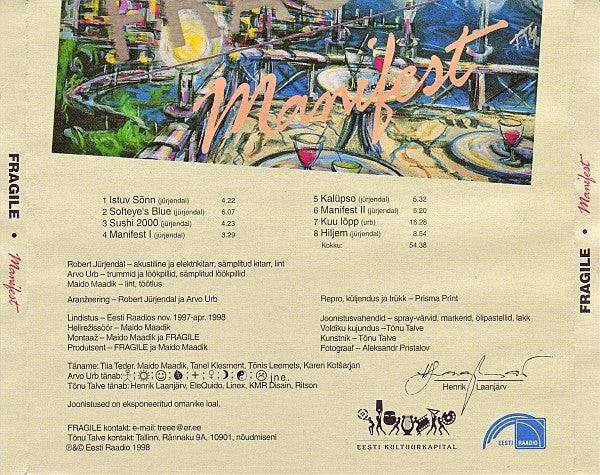 Manifest
1 Istuv Sõnn (jürjendal) 4.22
2 Softeye's Blue (jürjendal) 6.07
3 Sushi 2000 (jürjendal) 4.23
4 Manifest I (jürjendal) 3.29
5 Kalüpso (jürjendal) 5.32
6 Manifest II (jürjendal) 5.20
7 Kuu lõpp (urb) 16.28
8 Hiljem (jürjendal) 8.54
Kokku: 54.38
Robert Jürjendal – akustiline ja elektrikitarr, sämplitud kitarr, lint
Arvo Urb – trummid ja löökpillid, sämplitud löökpillid
Maido Maadik – lint, töötlus
Aranžeering – Robert Jürjendal ja Arvo Urb
Lindistus – Eesti Raadios nov. 1997-apr. 1998
Helirežissöör – Maido Maadik
Montaaž – Maido Maadik ja FRAGILE
Produtsent – FRAGILE ja Maido Maadik
Repro, küljendus ja trükk – Prisma Print
Joonistusvahendid – spray-värvid, markerid, õlipastellid, lakk
Voldiku kujundus – Tõnu Talve
Kunstnik – Tõnu Talve
Fotograaf – Aleksandr Pristalov
Täname: Tiia Teder, Maido Maadik, Tanel Klesment, Tõnis Leemets, Karen Kotšarjan
Arvo Urb tänab: jne.
Tõnu Talve tänab: Henrik Laanjärv, EleQuido, Linex, KMR Disain, Ritson
Henrik Laanjärv
Joonistused on eksponeeritud omanike loal.
FRAGILE kontakt: e-mail: treee@er.ee
Tõnu Talve kontakt: Tallinn, Rännaku 9A, 10901, nõudmiseni
℗&© Eesti Raadio 1998
EESTI KULTUURKAPITAL
EESTI RAADIO
FRAGILE • Manifest
FRAGILE • Manifest